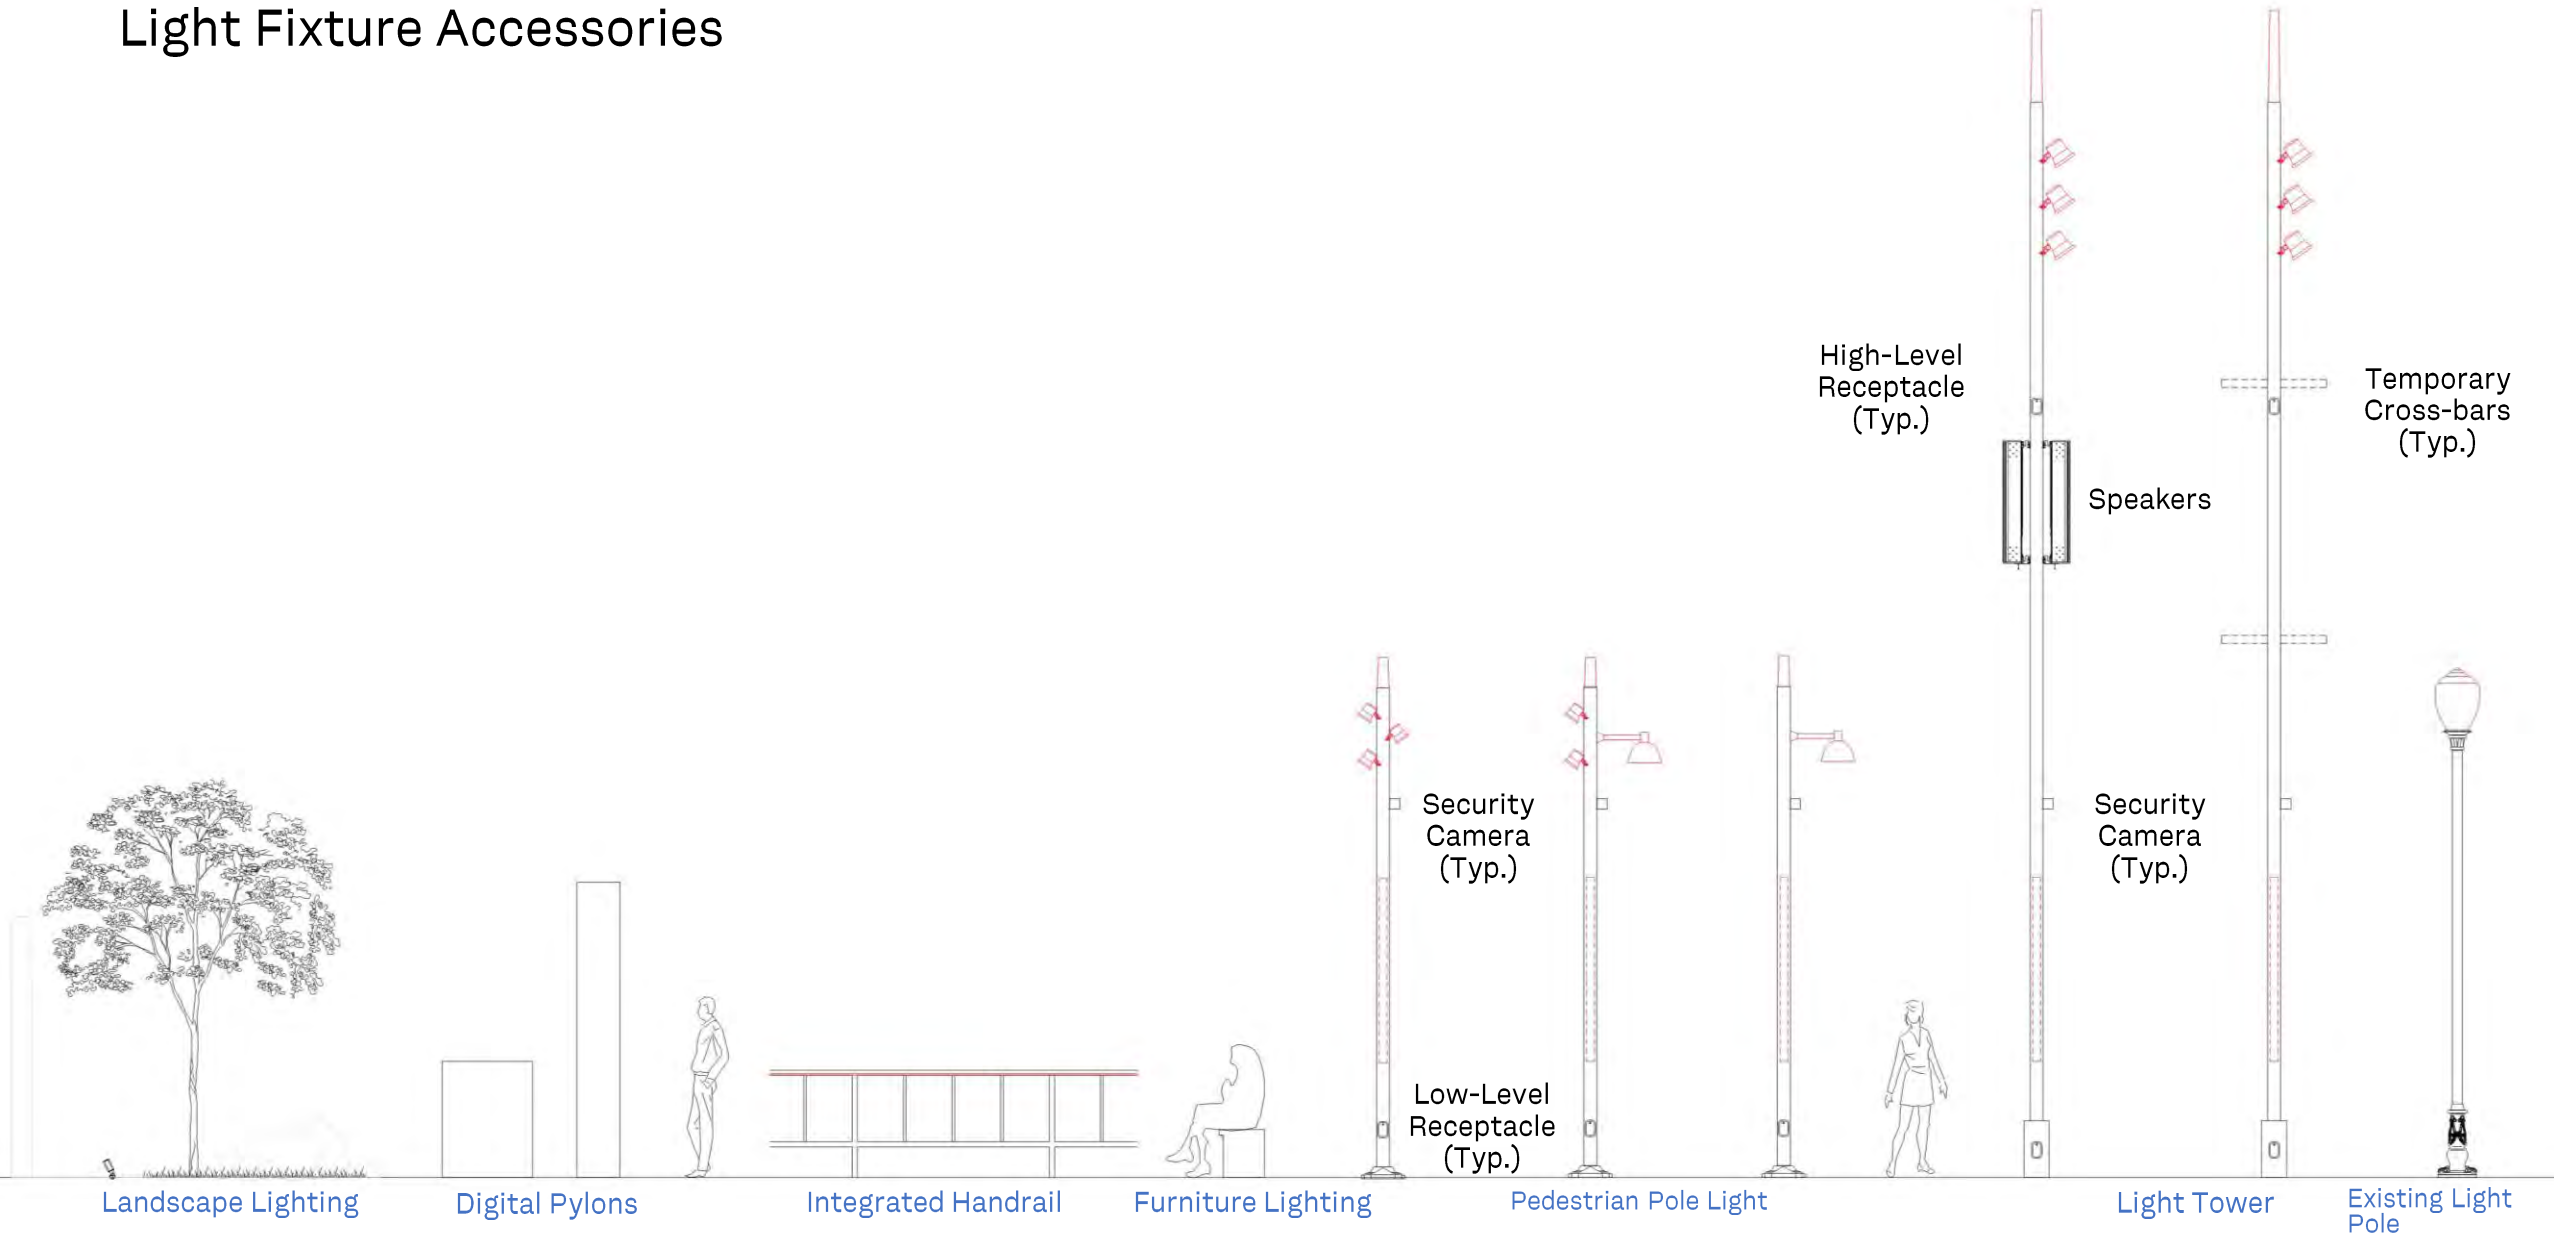 Light Fixture Accessories
High-Level
Receptacle
(Typ.)
Temporary
Cross-bars
(Typ.)
Speakers
Security
Camera
(Typ.)
Security
Camera
(Typ.)
Low-Level
Receptacle
(Typ.)
Landscape Lighting
Digital Pylons
Integrated Handrail
Furniture Lighting
Pedestrian Pole Light
Light Tower
Existing Light
Pole